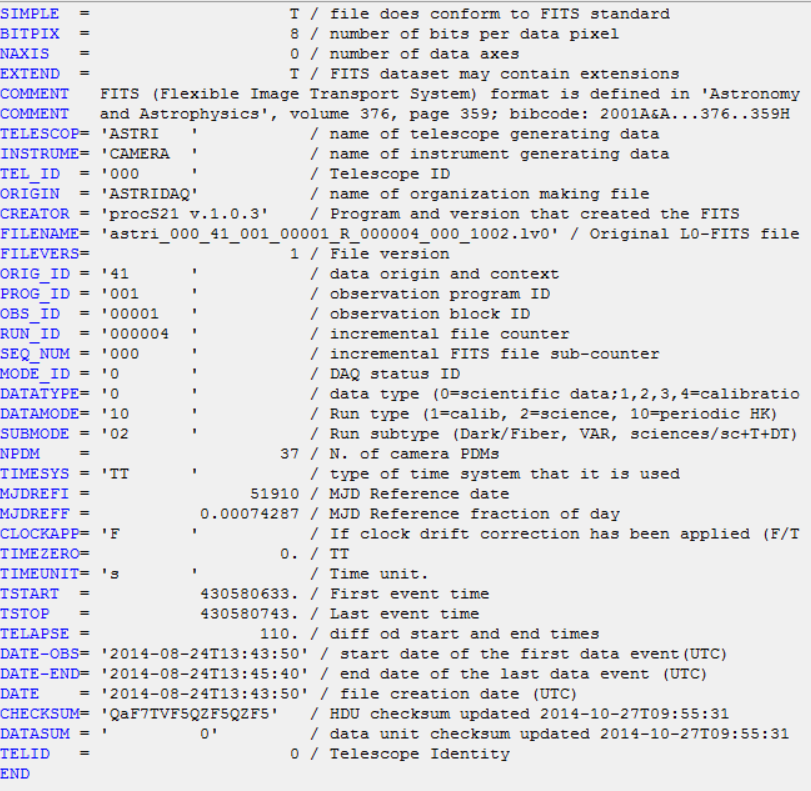 SIMPLE  =                    T / file does conform to FITS standard
BITPIX  =                    8 / number of bits per data pixel
NAXIS   =                    0 / number of data axes
EXTEND  =                    T / FITS dataset may contain extensions
COMMENT   FITS (Flexible Image Transport System) format is defined in 'Astronomy
COMMENT   and Astrophysics', volume 376, page 359; bibcode: 2001A&A...376..359H
TELESCOP= 'ASTRI   '           / name of telescope generating data
INSTRUME= 'CAMERA  '           / name of instrument generating data
TEL_ID  = '000     '           / Telescope ID
ORIGIN  = 'ASTRIDAQ'           / name of organization making file
CREATOR = 'procS21 v.1.0.3'    / Program and version that created the FITS
FILENAME= 'astri_000_41_001_00001_R_000004_000_1002.lv0' / Original L0-FITS file
FILEVERS=                    1 / File version
ORIG_ID = '41      '           / data origin and context
PROG_ID = '001     '           / observation program ID
OBS_ID  = '00001   '           / observation block ID
RUN_ID  = '000004  '           / incremental file counter
SEQ_NUM = '000     '           / incremental FITS file sub-counter
MODE_ID = '0       '           / DAQ status ID
DATATYPE= '0       '           / data type (0=scientific data;1,2,3,4=calibratio
DATAMODE= '10      '           / Run type (1=calib, 2=science, 10=periodic HK)
SUBMODE = '02      '           / Run subtype (Dark/Fiber, VAR, sciences/sc+T+DT)
NPDM    =                   37 / N. of camera PDMs
TIMESYS = 'TT      '           / type of time system that it is used
MJDREFI =                51910 / MJD Reference date
MJDREFF =           0.00074287 / MJD Reference fraction of day
CLOCKAPP= 'F       '           / If clock drift correction has been applied (F/T
TIMEZERO=                   0. / TT
TIMEUNIT= 's       '           / Time unit.
TSTART  =           430580633. / First event time
TSTOP   =           430580743. / Last event time
TELAPSE =                 110. / diff od start and end times
DATE-OBS= '2014-08-24T13:43:50' / start date of the first data event(UTC)
DATE-END= '2014-08-24T13:45:40' / end date of the last data event (UTC)
DATE    = '2014-08-24T13:43:50' / file creation date (UTC)
CHECKSUM= 'QaF7TVF5QZF5QZF5'   / HDU checksum updated 2014-10-27T09:55:31
DATASUM = '         0'         / data unit checksum updated 2014-10-27T09:55:31
TELID   =                    0 / Telescope Identity
END